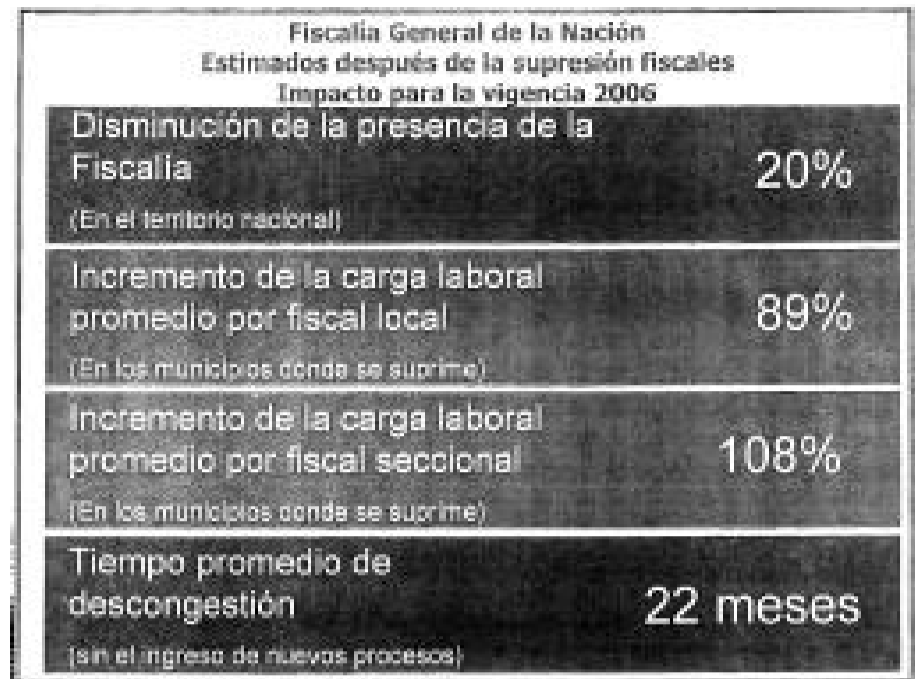 Fiscalía General de la Nación
Estimados después de la supresión fiscales
Impacto para la vigencia 2006
Disminución de la presencia de la
Fiscalía
20%
(En el territorio nacional)
Incremento de la carga laboral
promedio por fiscal local
89%
(En los municipios donde se suprime)
Incremento de la carga laboral
promedio por fiscal seccional
108%
(En los municipios donde se suprime)
Tiempo promedio de
descongestión
22 meses
(sin el ingreso de nuevos procesos)